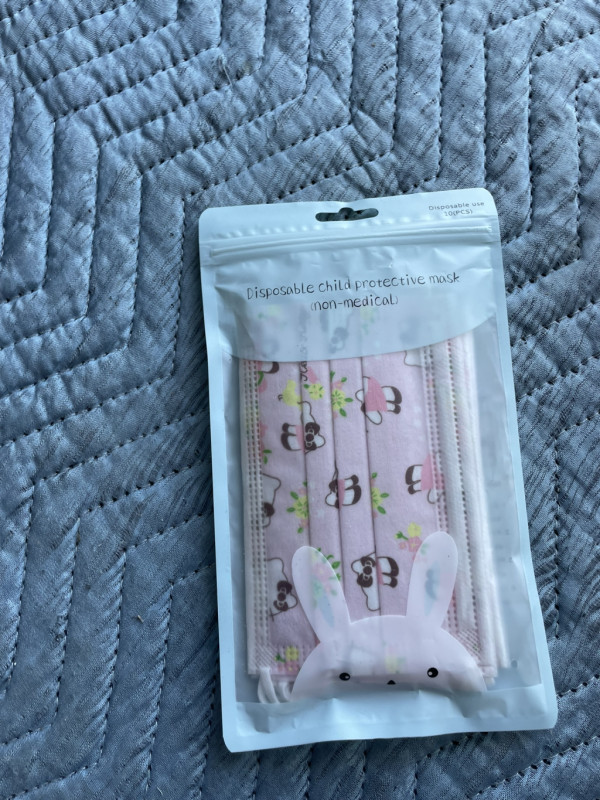 Disposable use
10(PCS)
Disposable child protective mask
(non-medical)